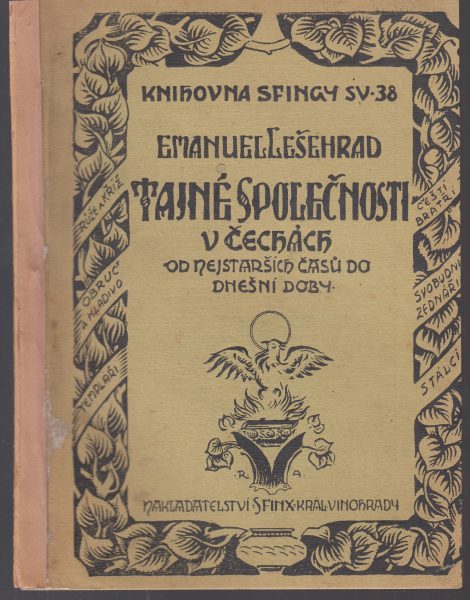 KNIHOVNA SFINGY SV·38
EMANUEL LEŠEHRAD
TAJNÉ SPOLEČNOSTI
V ČECHÁCH
OD NEJSTARŠÍCH ČASŮ DO
DNEŠNÍ DOBY·
RŮŽE A KŘÍŽ
OBRUČ
A KLADIVO
TEMPLÁŘI
ČEŠTÍ
BRATŘI
SVOBODNÍ
ZEDNÁŘI
STÁLCI
R A·
NAKLADATELSTVÍ·SFINX·KRÁL·VINOHRADY